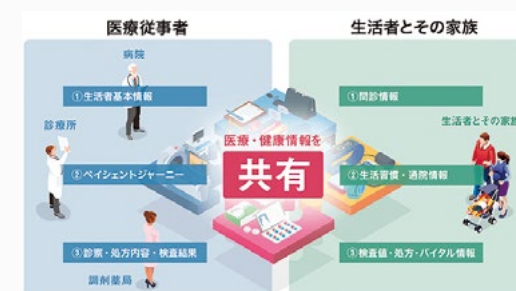 医療従事者
生活者とその家族
病院
①生活者基本情報
①問診情報
診療所
生活者とその家族
医療・健康情報を
共有
②ペイシェントジャーニー
②生活習慣・通院情報
③診察・処方内容・検査結果
③検査値・処方・バイタル情報
調剤薬局